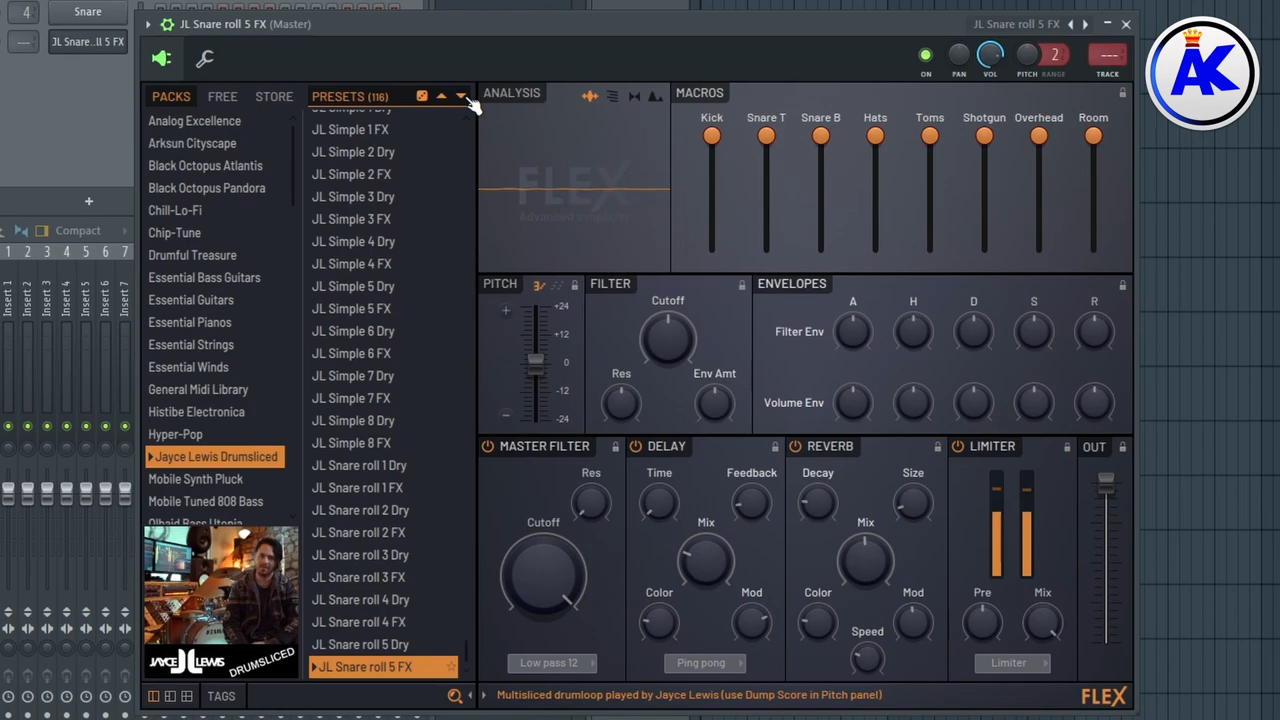 4
Snare
JL Snare roll 5 FX (Master)
JL Snare roll 5 FX
JL Snare..ll 5 FX
ON
PAN
VOL
PITCH
RANGE
2
TRACK
PACKS
FREE
STORE
PRESETS (116)
ANALYSIS
MACROS
Analog Excellence
Arksun Cityscape
Black Octopus Atlantis
Black Octopus Pandora
Chill-Lo-Fi
Chip-Tune
Drumful Treasure
Essential Bass Guitars
Essential Guitars
Essential Pianos
Essential Strings
Essential Winds
General Midi Library
Histibe Electronica
Hyper-Pop
Jayce Lewis Drumsliced
Mobile Synth Pluck
Mobile Tuned 808 Bass
Olbaid Bass Utopia
JL Simple 1 Dry
JL Simple 1 FX
JL Simple 2 Dry
JL Simple 2 FX
JL Simple 3 Dry
JL Simple 3 FX
JL Simple 4 Dry
JL Simple 4 FX
JL Simple 5 Dry
JL Simple 5 FX
JL Simple 6 Dry
JL Simple 6 FX
JL Simple 7 Dry
JL Simple 7 FX
JL Simple 8 Dry
JL Simple 8 FX
JL Snare roll 1 Dry
JL Snare roll 1 FX
JL Snare roll 2 Dry
JL Snare roll 2 FX
JL Snare roll 3 Dry
JL Snare roll 3 FX
JL Snare roll 4 Dry
JL Snare roll 4 FX
JL Snare roll 5 Dry
JL Snare roll 5 FX
FLEX
Advanced Simplicity
Kick
Snare T
Snare B
Hats
Toms
Shotgun
Overhead
Room
PITCH
+24
+12
0
-12
-24
FILTER
Cutoff
Res
Env Amt
ENVELOPES
A
H
D
S
R
Filter Env
Volume Env
MASTER FILTER
Res
Cutoff
Low pass 12
DELAY
Time
Feedback
Mix
Color
Mod
Ping pong
REVERB
Decay
Size
Mix
Color
Mod
Speed
LIMITER
Pre
Mix
Limiter
OUT
JAYCE LEWIS
DRUMSLICED
TAGS
Multisliced drumloop played by Jayce Lewis (use Dump Score in Pitch panel)
FLEX
Compact
1 2 3 4 5 6 7
Insert 1
Insert 2
Insert 3
Insert 4
Insert 5
Insert 6
Insert 7
AK